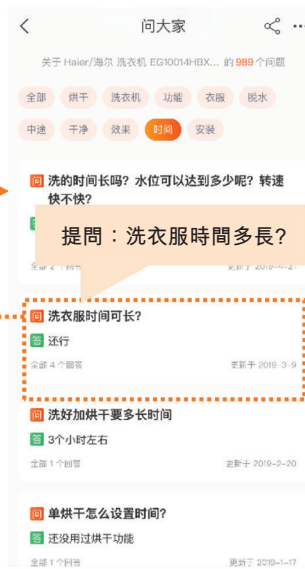 问大家
关于 Haier/海尔 洗衣机 EG10014HBX... 的 989 个问题
全部 烘干 洗衣机 功能 衣服 脱水
中途 干净 效果 时间 安装
问 洗的时间长吗？水位可以达到多少呢？转速
快不快？
提問：洗衣服時間多長？
问 洗衣服时间可长？
答 还行
全部 4 个回答 更新于 2019-3-9
问 洗好加烘干要多长时间
答 3个小时左右
全部 1 个回答 更新于 2019-2-20
问 单烘干怎么设置时间？
答 还没用过烘干功能
全部 1 个回答 更新于 2019-1-17